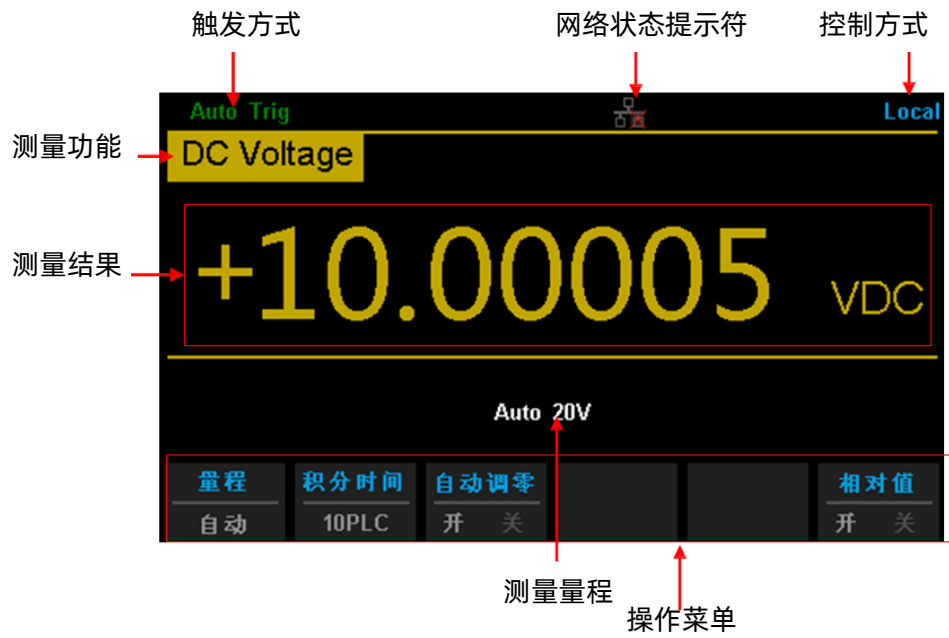 触发方式 网络状态提示符 控制方式
Auto Trig Local
测量功能 DC Voltage
测量结果 +10.00005 VDC
Auto 20V
量程 积分时间 自动调零 相对值
自动 10PLC 开 关 开 关
测量量程
操作菜单